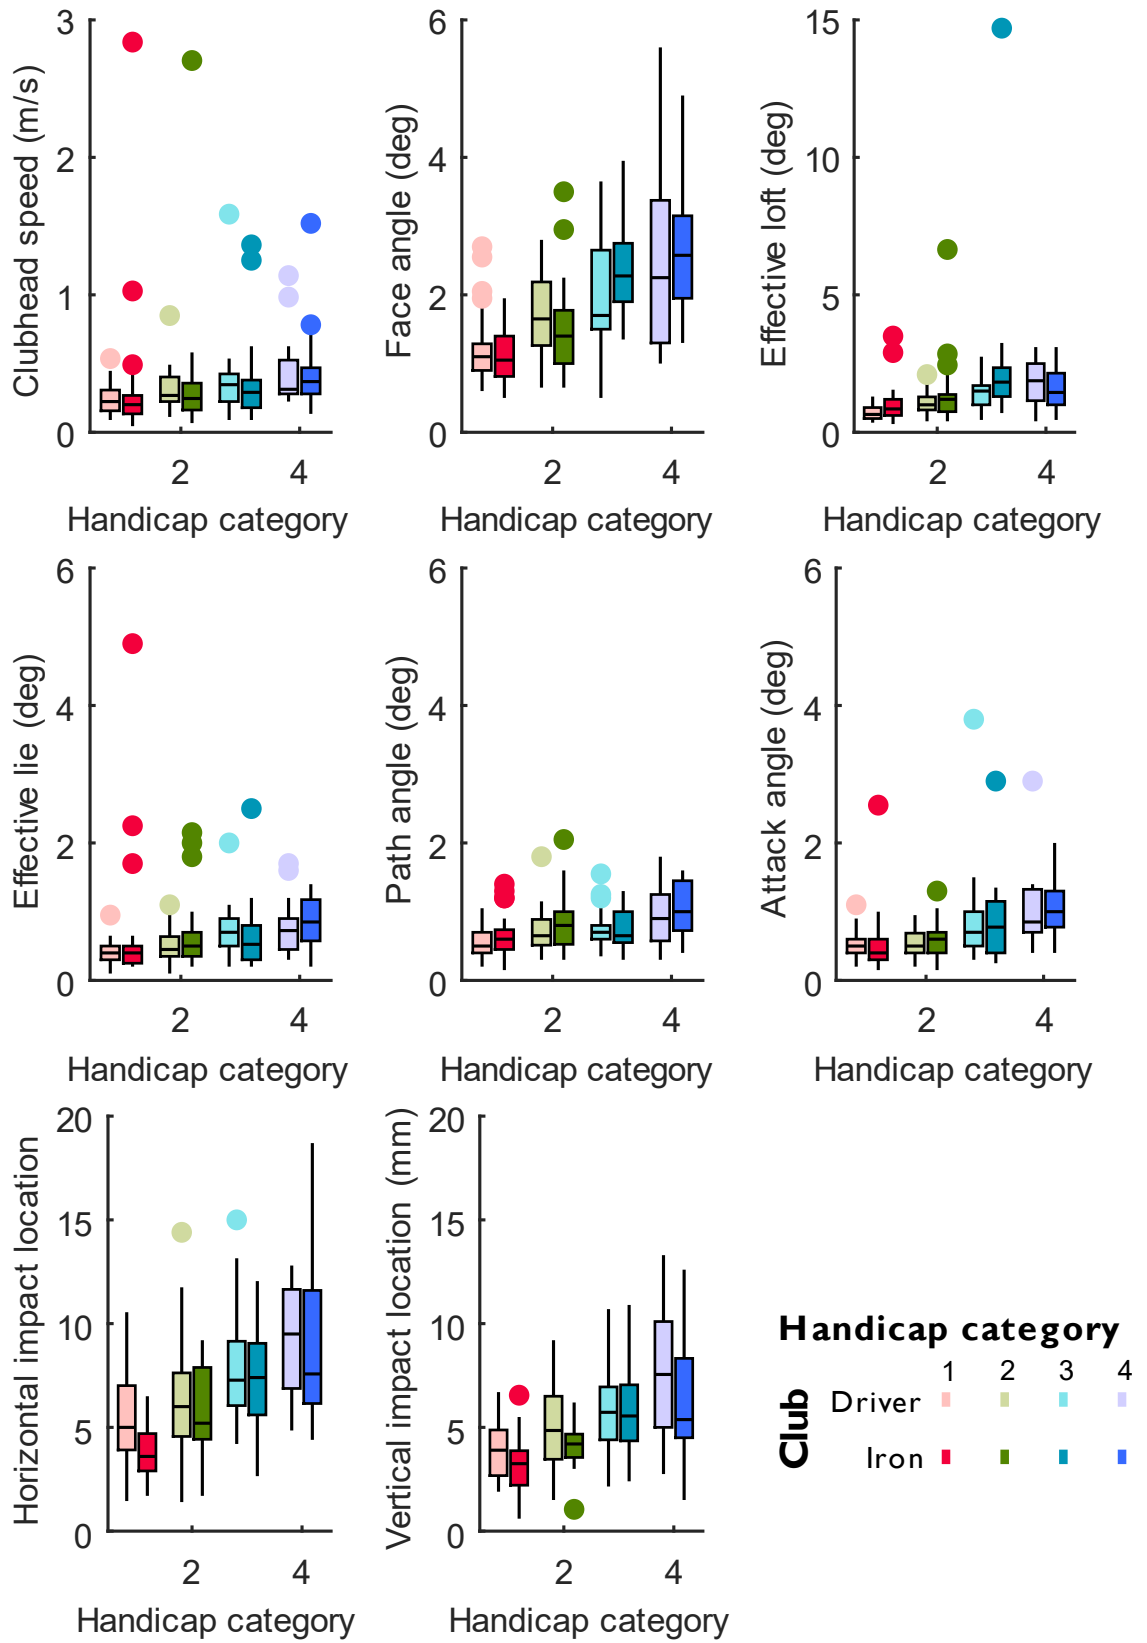 3
2
1
0
Clubhead speed (m/s)
2
4
Handicap category
6
4
2
0
Face angle (deg)
2
4
Handicap category
15
10
5
0
Effective loft (deg)
2
4
Handicap category
6
4
2
0
Effective lie (deg)
2
4
Handicap category
6
4
2
0
Path angle (deg)
2
4
Handicap category
6
4
2
0
Attack angle (deg)
2
4
Handicap category
20
15
10
5
0
Horizontal impact location
2
4
Handicap category
20
15
10
5
0
Vertical impact location (mm)
2
4
Handicap category
Handicap category
1 2 3 4
Club
Driver
Iron